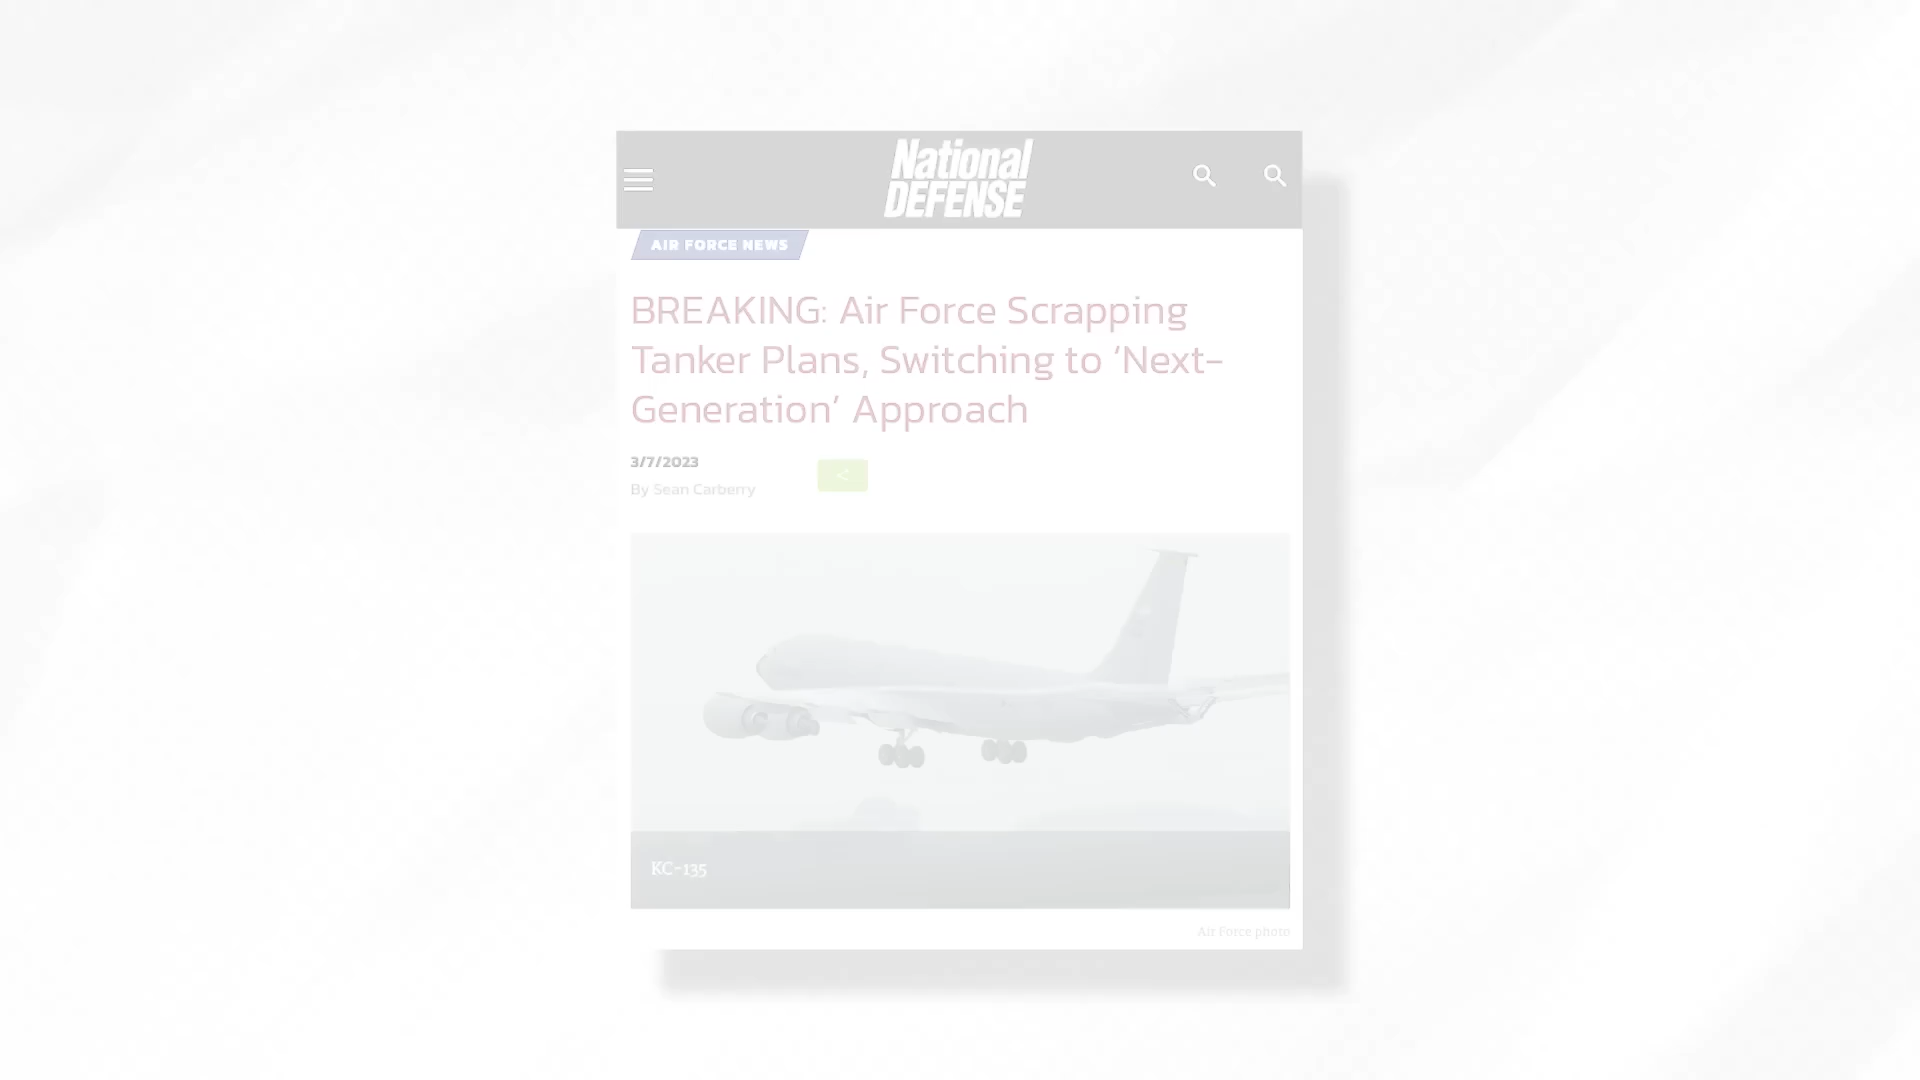 National
DEFENSE
AIR FORCE NEWS
BREAKING: Air Force Scrapping
Tanker Plans, Switching to ‘Next-
Generation’ Approach
3/7/2023
By Sean Carberry
KC-135
Air Force photo